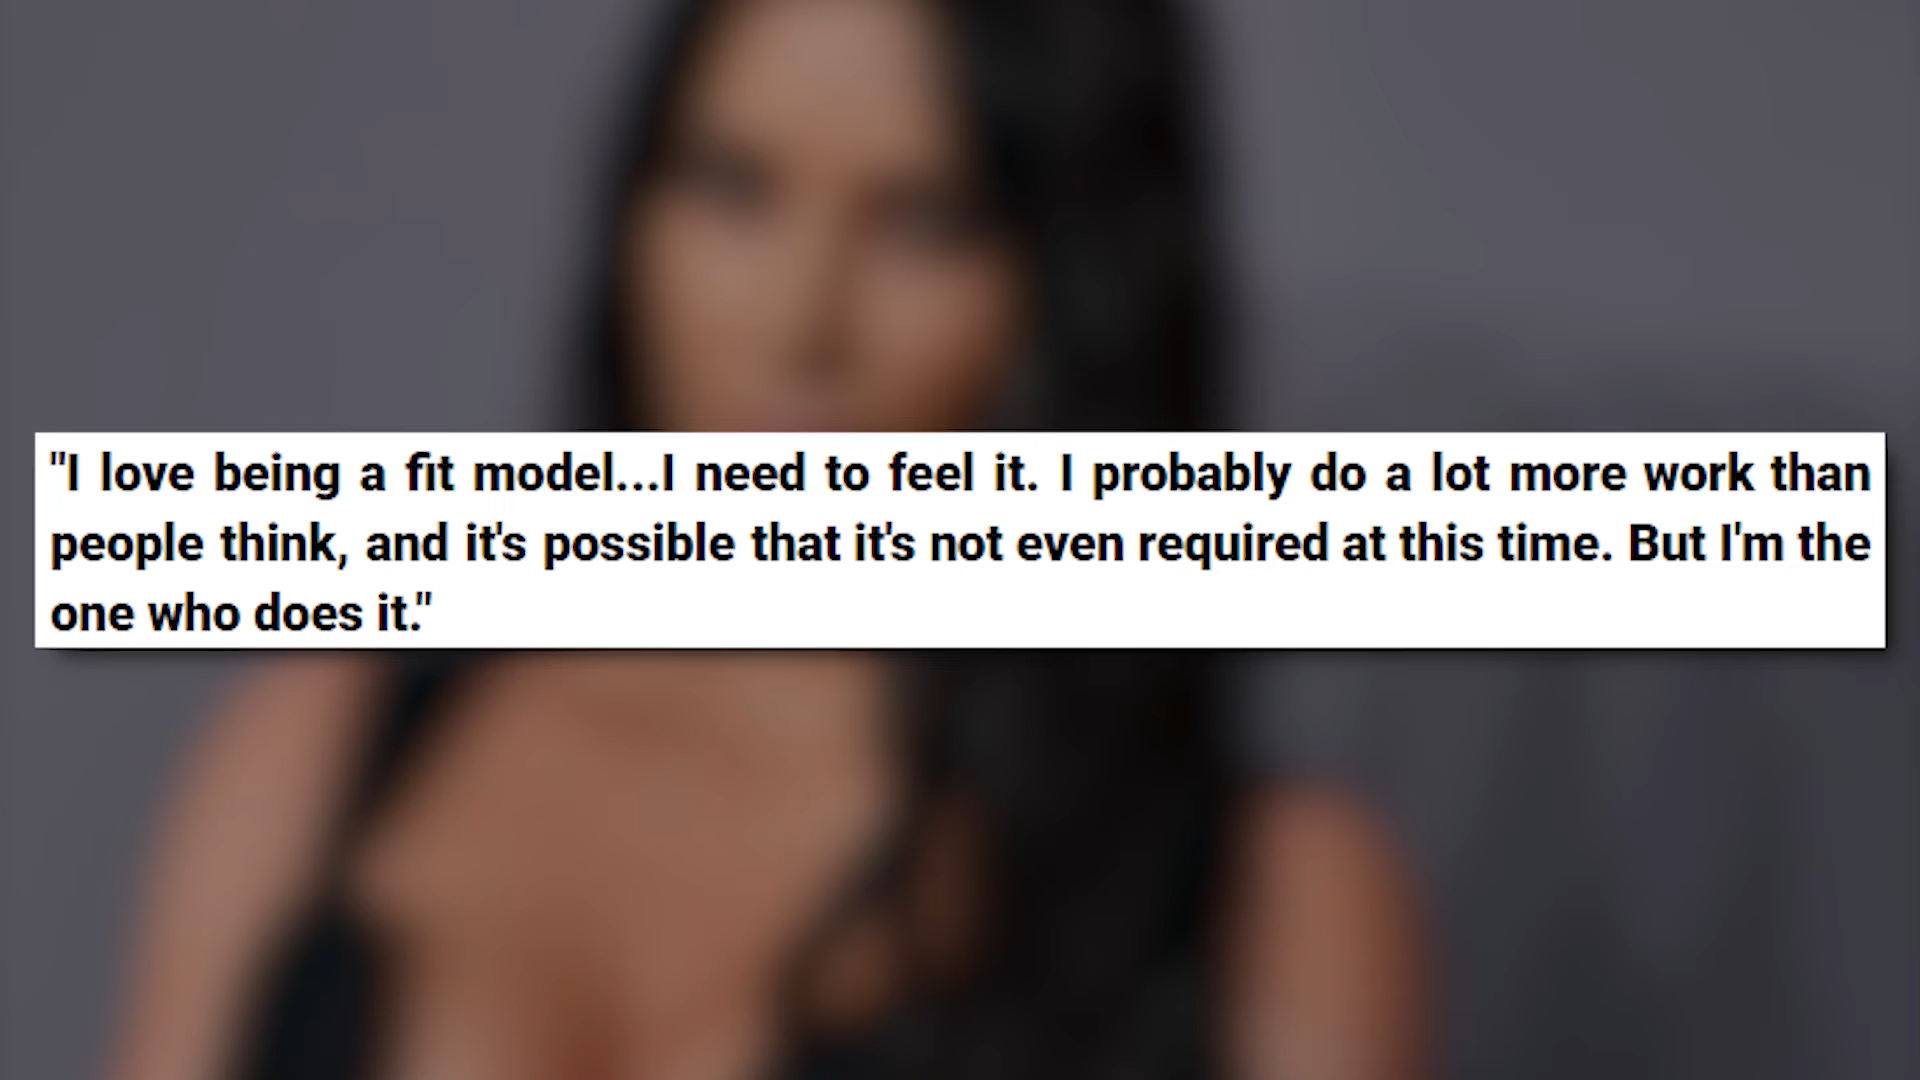 "I love being a fit model...I need to feel it. I probably do a lot more work than
people think, and it's possible that it's not even required at this time. But I'm the
one who does it."